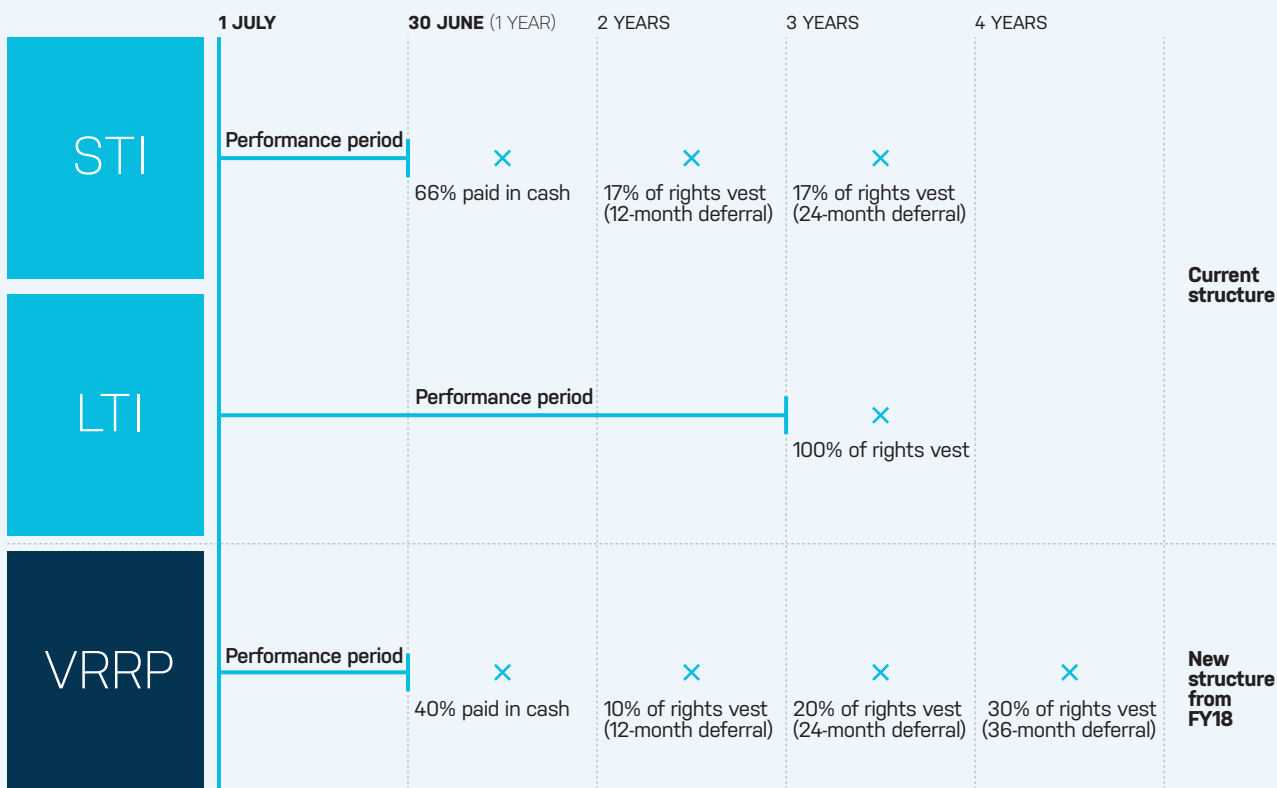 1 JULY
30 JUNE (1 YEAR)
2 YEARS
3 YEARS
4 YEARS
STI
Performance period
66% paid in cash
17% of rights vest
(12-month deferral)
17% of rights vest
(24-month deferral)
Current
structure
LTI
Performance period
100% of rights vest
VRRP
Performance period
40% paid in cash
10% of rights vest
(12-month deferral)
20% of rights vest
(24-month deferral)
30% of rights vest
(36-month deferral)
New
structure
from
FY18